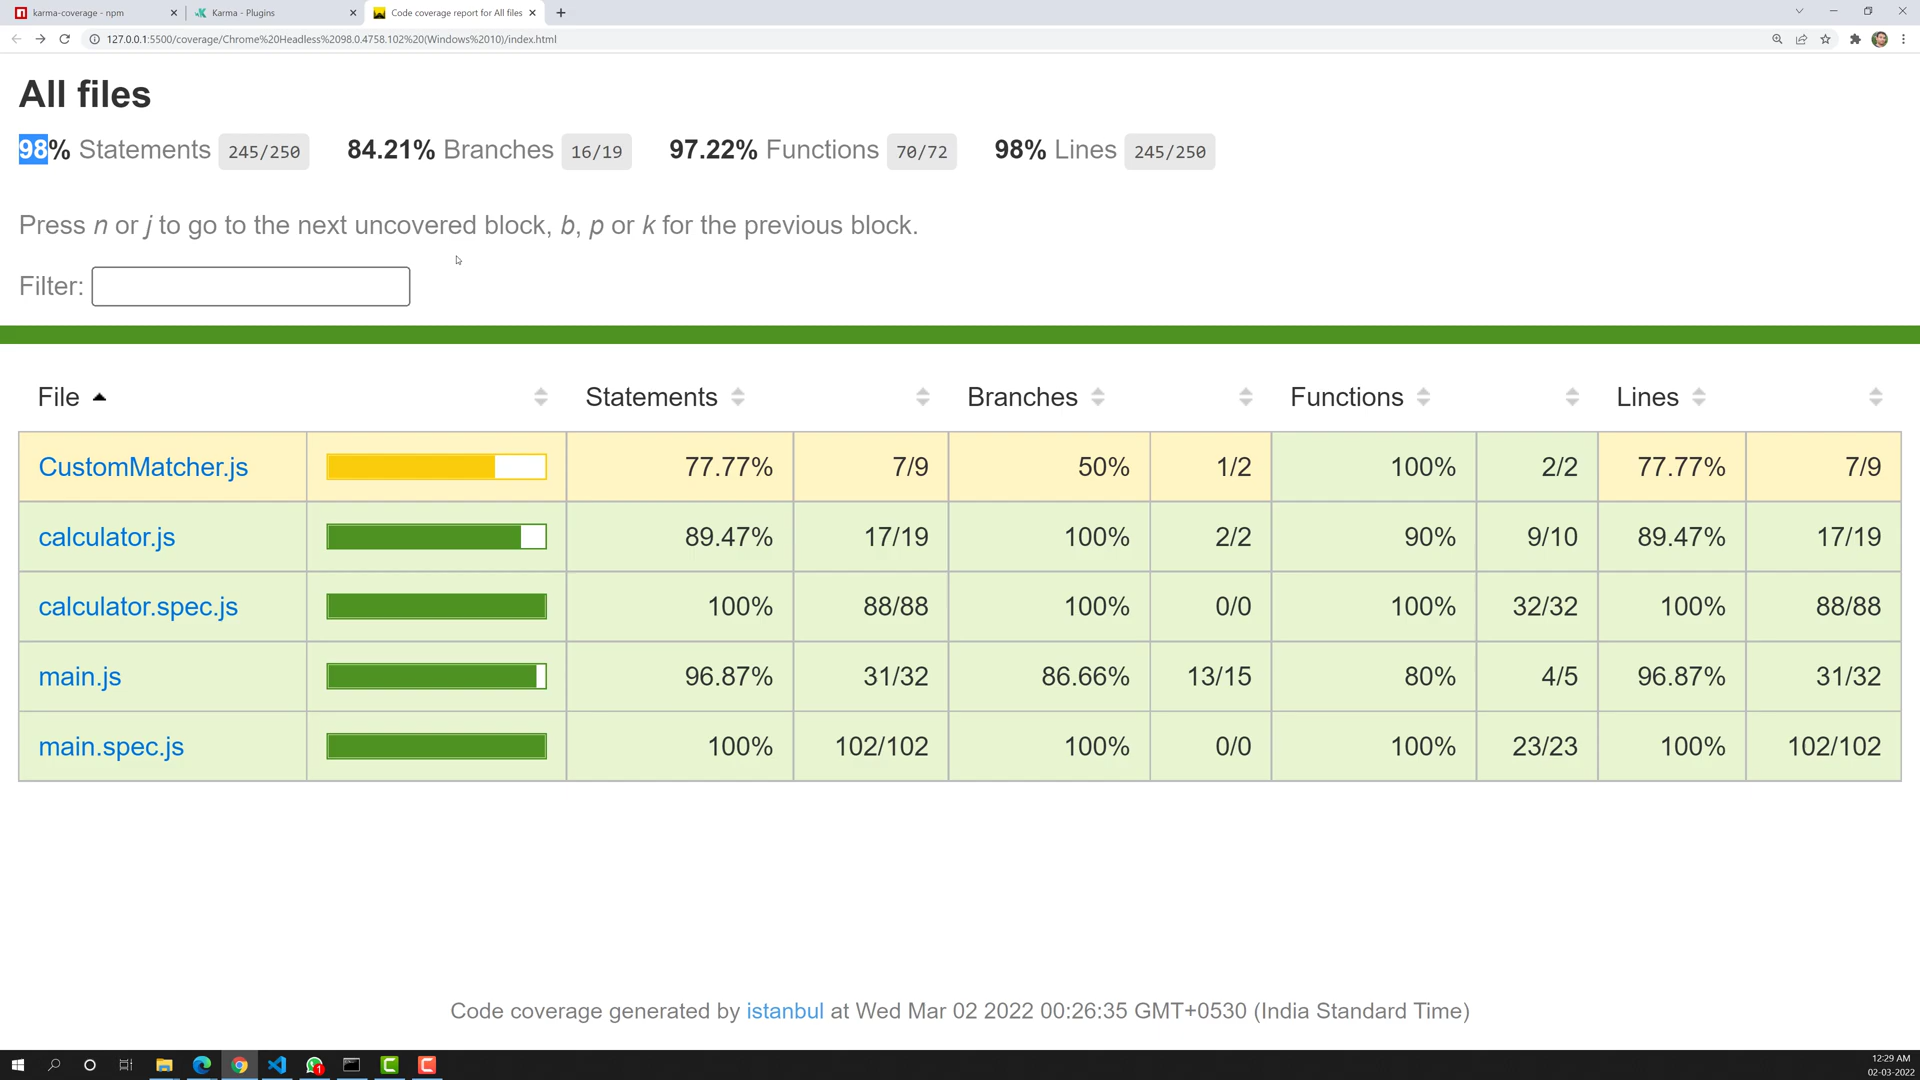 karma-coverage - npm
Karma - Plugins
Code coverage report for All files
127.0.0.1:5500/coverage/Chrome%20Headless%2098.0.4758.102%20(Windows%2010)/index.html
All files
98% Statements 245/250 84.21% Branches 16/19 97.22% Functions 70/72 98% Lines 245/250
Press n or j to go to the next uncovered block, b, p or k for the previous block.
Filter:
File Statements Branches Functions Lines
CustomMatcher.js 77.77% 7/9 50% 1/2 100% 2/2 77.77% 7/9
calculator.js 89.47% 17/19 100% 2/2 90% 9/10 89.47% 17/19
calculator.spec.js 100% 88/88 100% 0/0 100% 32/32 100% 88/88
main.js 96.87% 31/32 86.66% 13/15 80% 4/5 96.87% 31/32
main.spec.js 100% 102/102 100% 0/0 100% 23/23 100% 102/102
Code coverage generated by istanbul at Wed Mar 02 2022 00:26:35 GMT+0530 (India Standard Time)
1
12:29 AM
02-03-2022